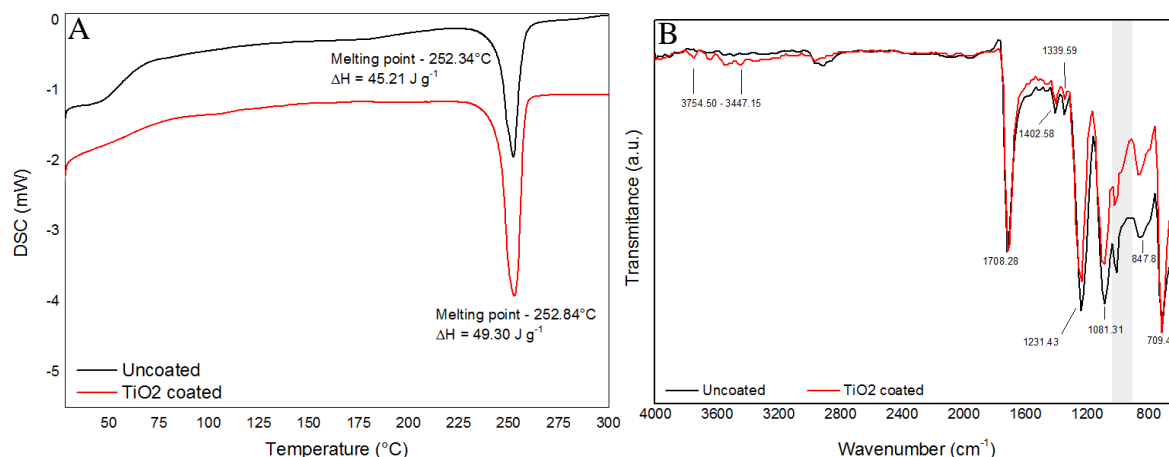 A
0
-1
-2
-3
-4
-5
DSC (mW)
Melting point - 252.34°C
ΔH = 45.21 J g⁻¹
Melting point - 252.84°C
ΔH = 49.30 J g⁻¹
Uncoated
TiO2 coated
50 75 100 125 150 175 200 225 250 275 300
Temperature (°C)
B
Transmitance (a.u.)
1339.59
3754.50 - 3447.15
1402.58
1708.28
847.8
1231.43
1081.31
709.4
Uncoated
TiO2 coated
4000 3600 3200 2800 2400 2000 1600 1200 800
Wavenumber (cm⁻¹)